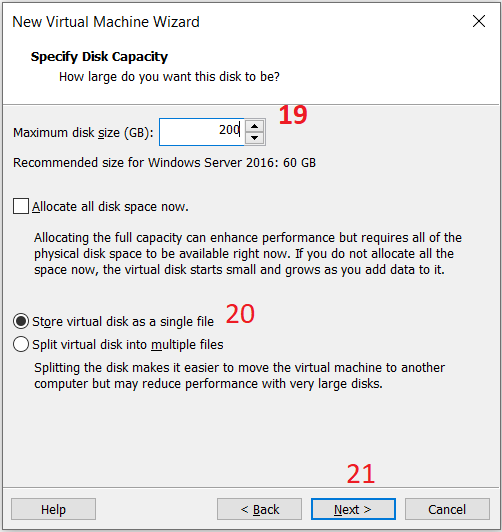 New Virtual Machine Wizard
Specify Disk Capacity
How large do you want this disk to be?
19
Maximum disk size (GB): 200
Recommended size for Windows Server 2016: 60 GB
Allocate all disk space now.
Allocating the full capacity can enhance performance but requires all of the
physical disk space to be available right now. If you do not allocate all the
space now, the virtual disk starts small and grows as you add data to it.
Store virtual disk as a single file 20
Split virtual disk into multiple files
Splitting the disk makes it easier to move the virtual machine to another
computer but may reduce performance with very large disks.
21
Help < Back Next > Cancel